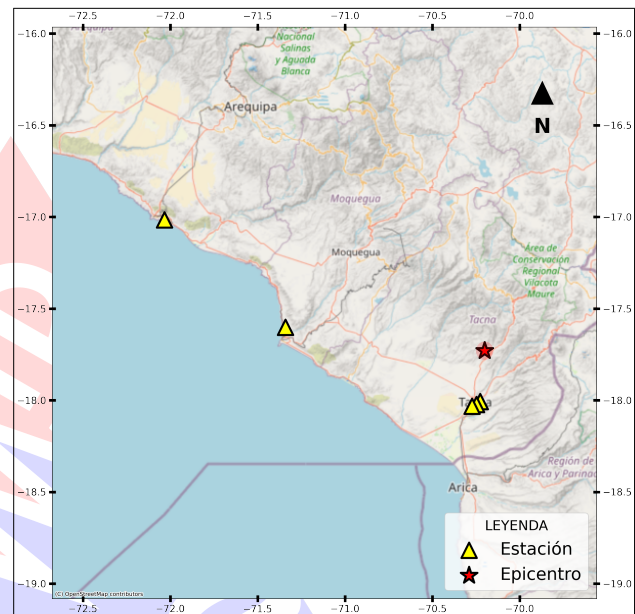 −72.5 −72.0 −71.5 −71.0 −70.5 −70.0
−16.0 −16.0
Nacional
Salinas
y Aguada
Blanca
Arequipa
N
−16.5 −16.5
Moquegua
−17.0 −17.0
Moquegua
Área de
Conservación
Regional
Vilacota
Maure
−17.5 −17.5
Tacna
−18.0 −18.0
−18.5 −18.5
Región de
Arica y Parinac
Arica
LEYENDA
Estación
Epicentro
−19.0 −19.0
(C) OpenStreetMap contributors
−72.5 −72.0 −71.5 −71.0 −70.5 −70.0